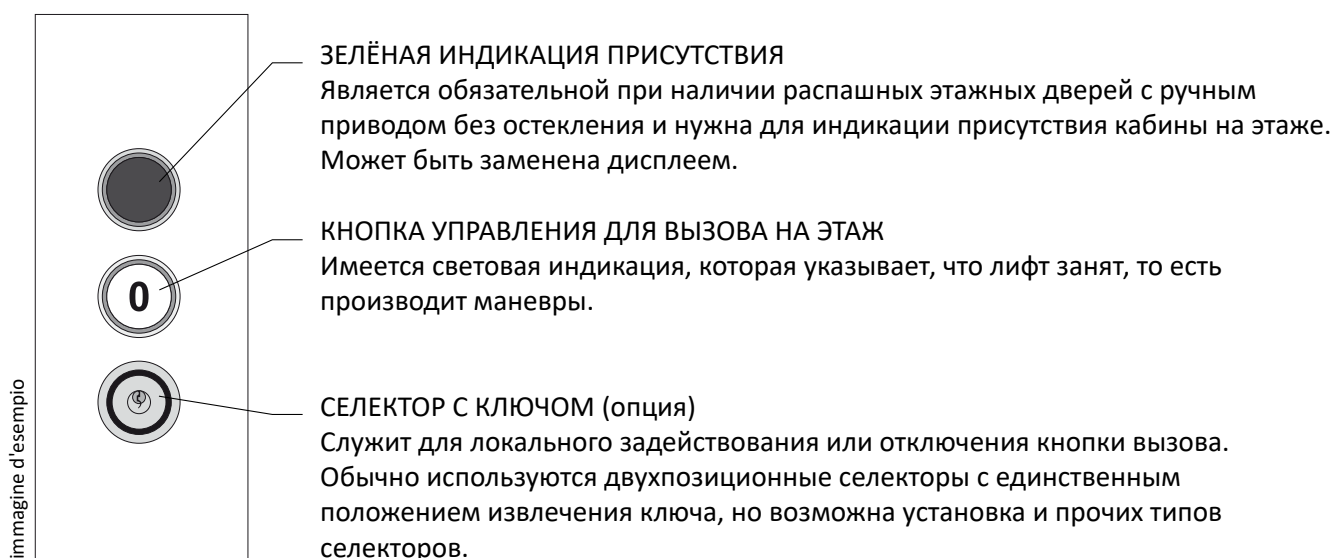 ЗЕЛЁНАЯ ИНДИКАЦИЯ ПРИСУТСТВИЯ
Является обязательной при наличии распашных этажных дверей с ручным
приводом без остекления и нужна для индикации присутствия кабины на этаже.
Может быть заменена дисплеем.
КНОПКА УПРАВЛЕНИЯ ДЛЯ ВЫЗОВА НА ЭТАЖ
Имеется световая индикация, которая указывает, что лифт занят, то есть
производит маневры.
0
СЕЛЕКТОР С КЛЮЧОМ (опция)
Служит для локального задействования или отключения кнопки вызова.
Обычно используются двухпозиционные селекторы с единственным
положением извлечения ключа, но возможна установка и прочих типов
селекторов.
immagine d'esempio